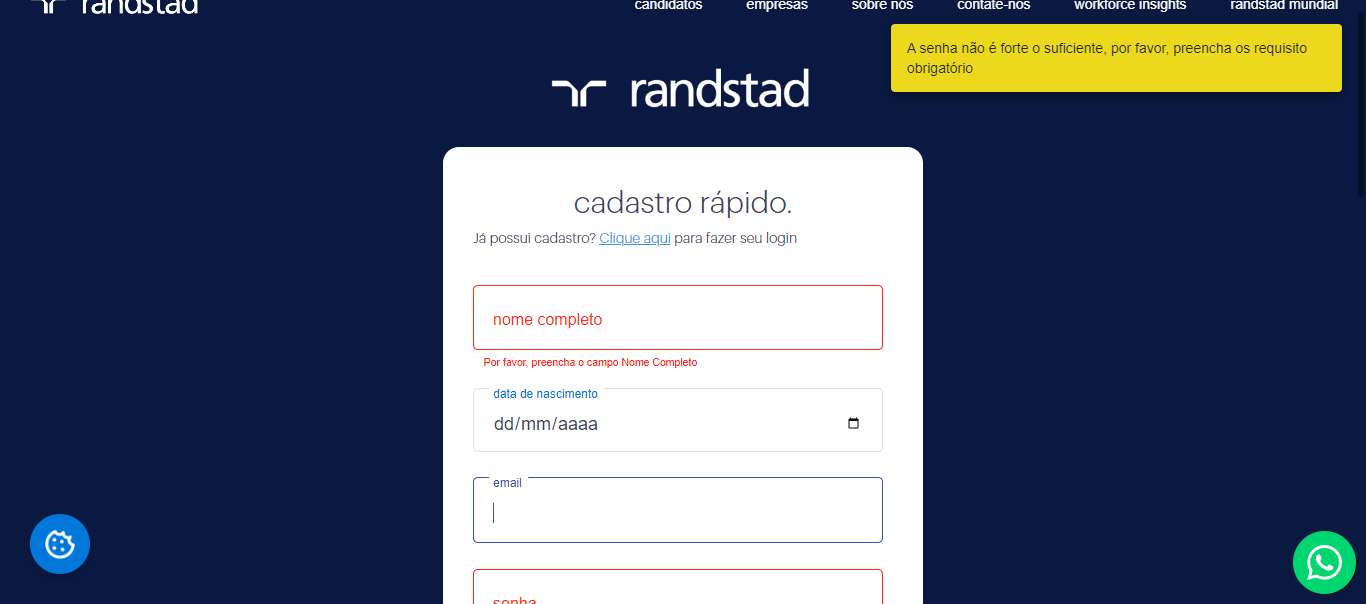 randstad
candidatos empresas sobre nós contate-nos workforce insights randstad mundial
A senha não é forte o suficiente, por favor, preencha os requisito
obrigatório
randstad
cadastro rápido.
Já possui cadastro? Clique aqui para fazer seu login
nome completo
Por favor, preencha o campo Nome Completo
data de nascimento
dd/mm/aaaa
email
senha